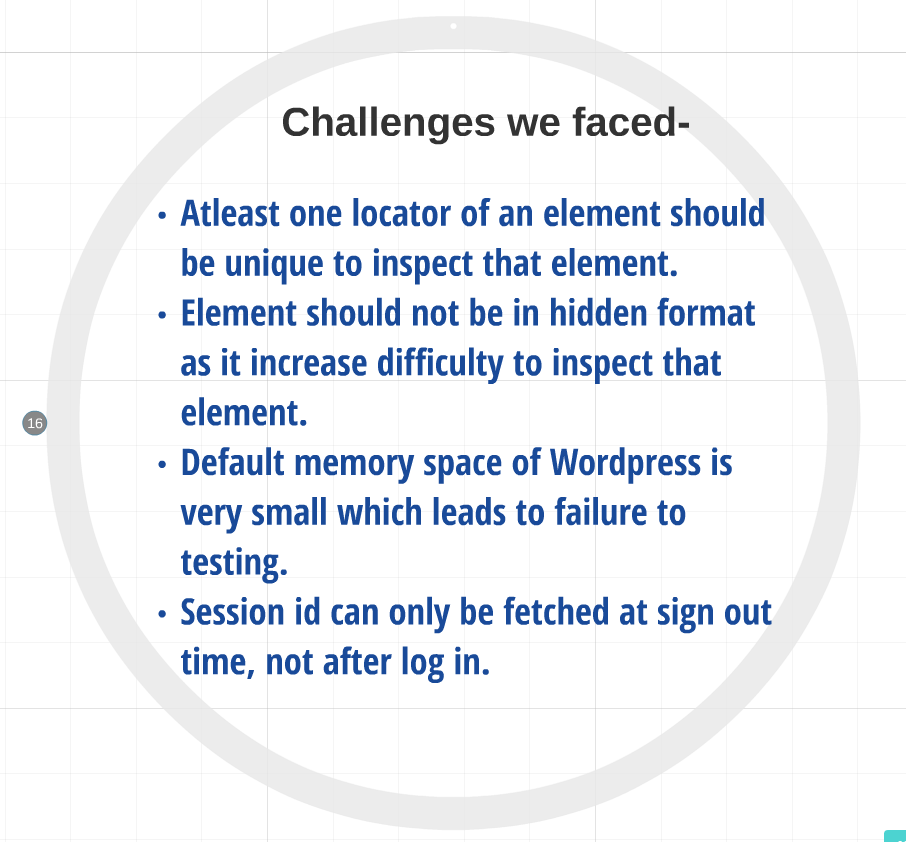 Challenges we faced-
• Atleast one locator of an element should
be unique to inspect that element.
• Element should not be in hidden format
as it increase difficulty to inspect that
element.
16
• Default memory space of Wordpress is
very small which leads to failure to
testing.
• Session id can only be fetched at sign out
time, not after log in.